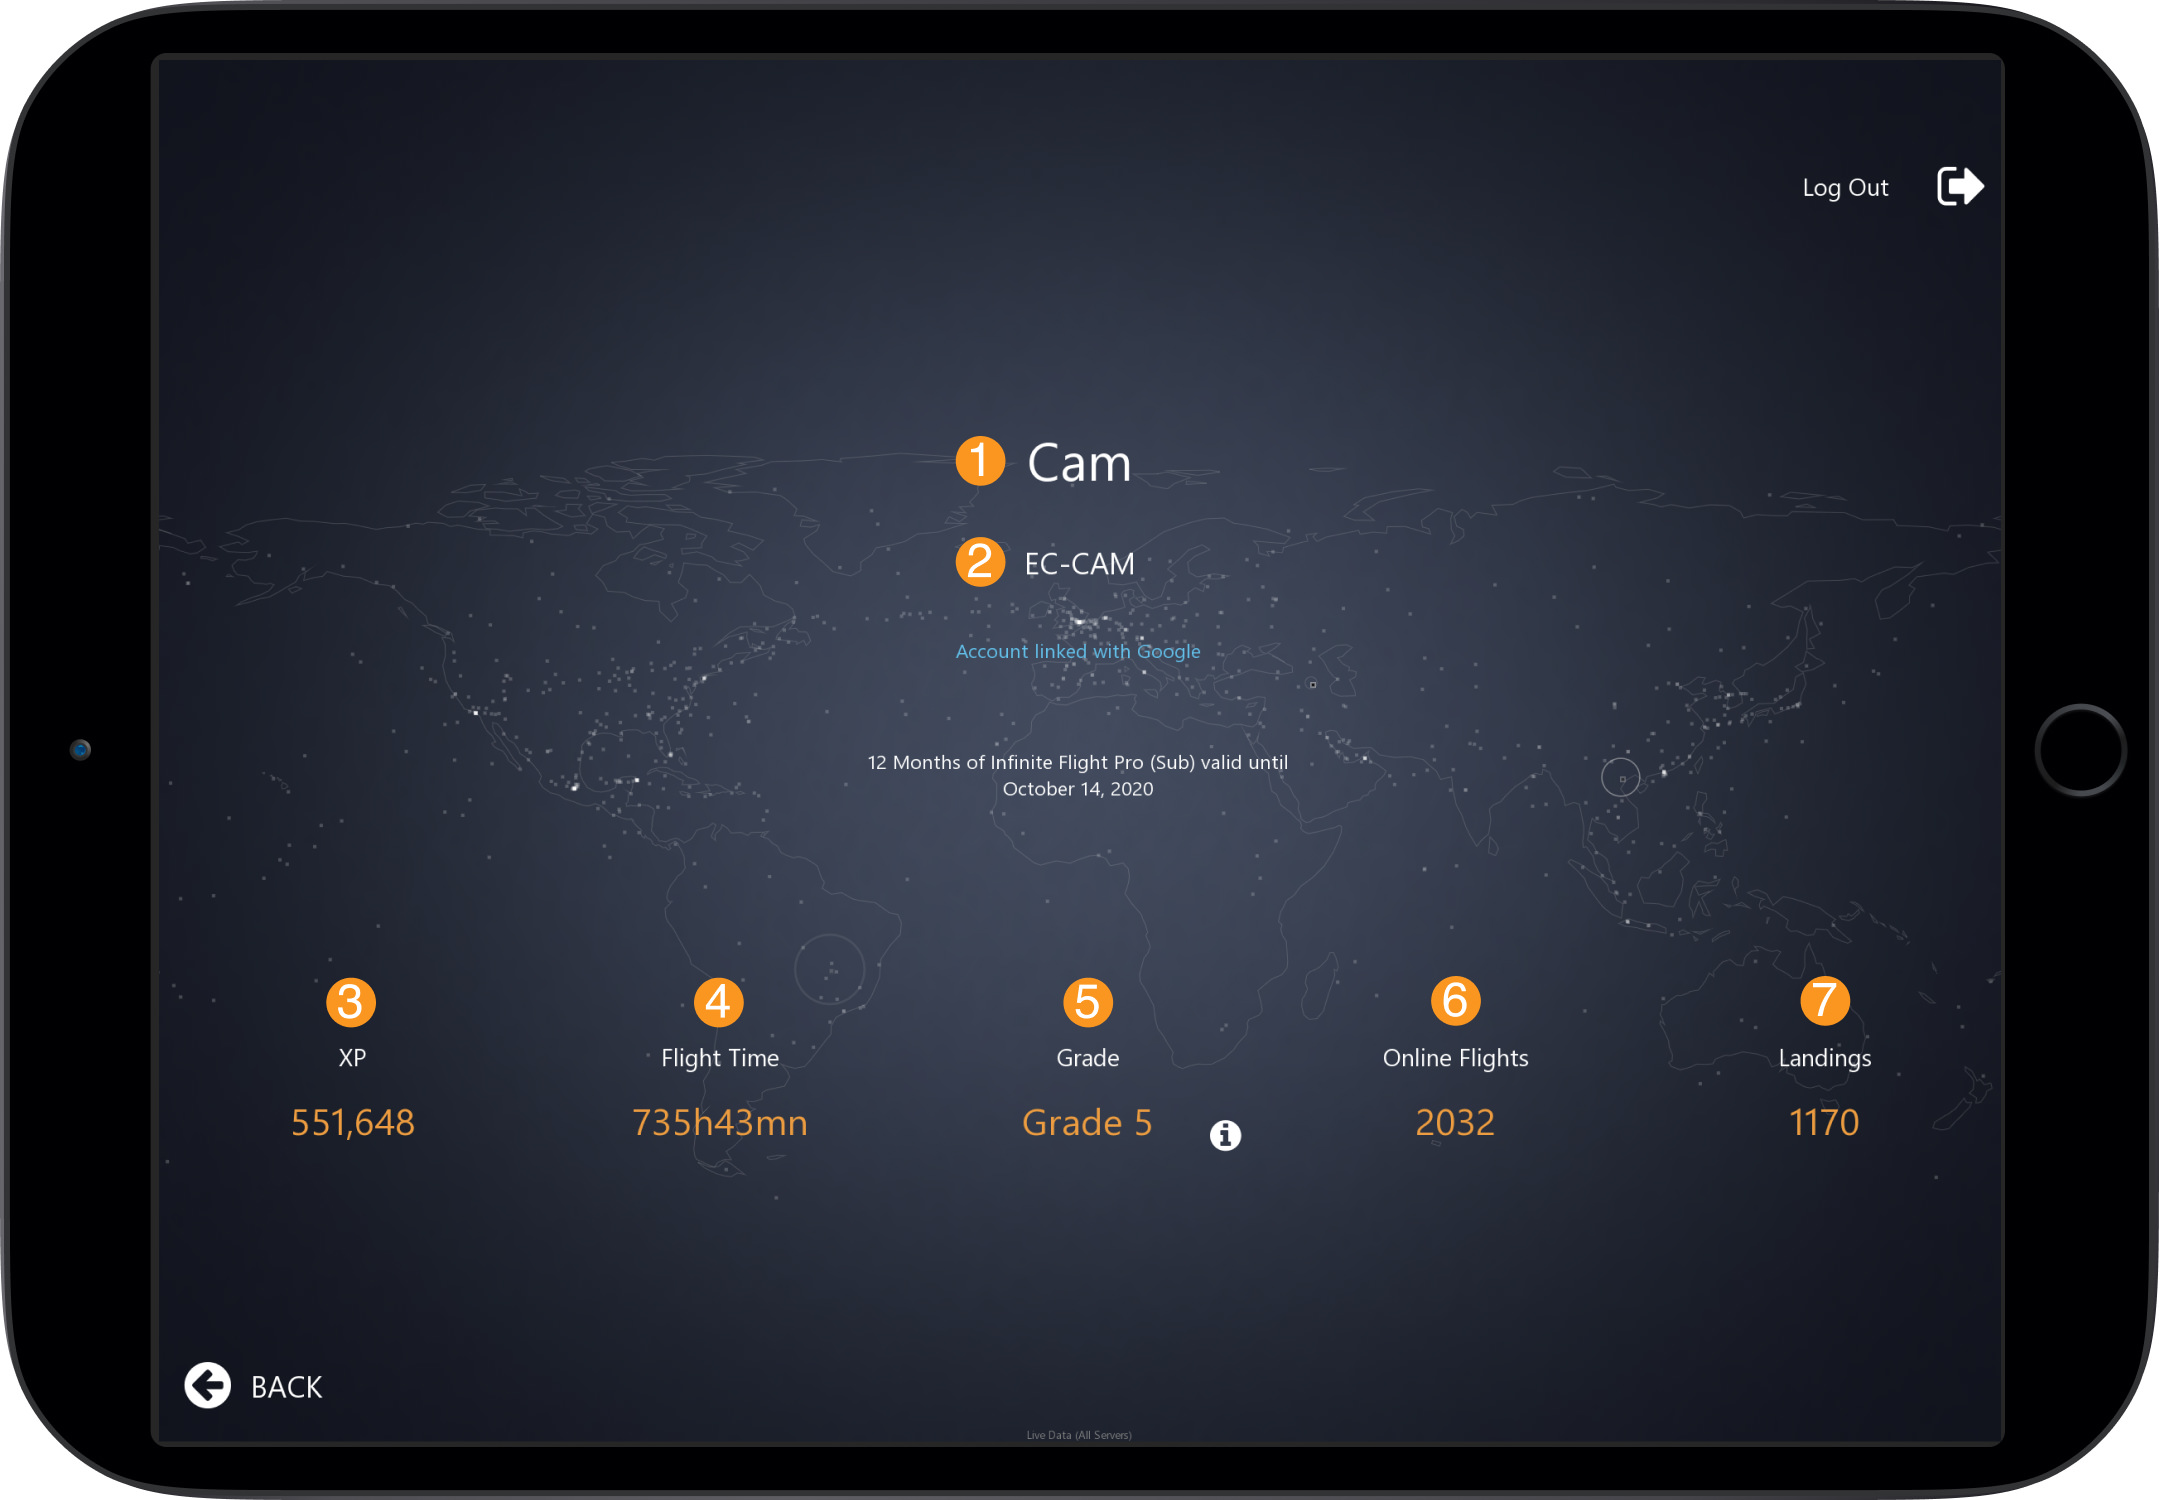 Log Out
1 Cam
2 EC-CAM
Account linked with Google
12 Months of Infinite Flight Pro (Sub) valid until
October 14, 2020
3 4 5 6 7
XP Flight Time Grade Online Flights Landings
551,648 735h43mn Grade 5 i 2032 1170
BACK
Live Data (All Servers)